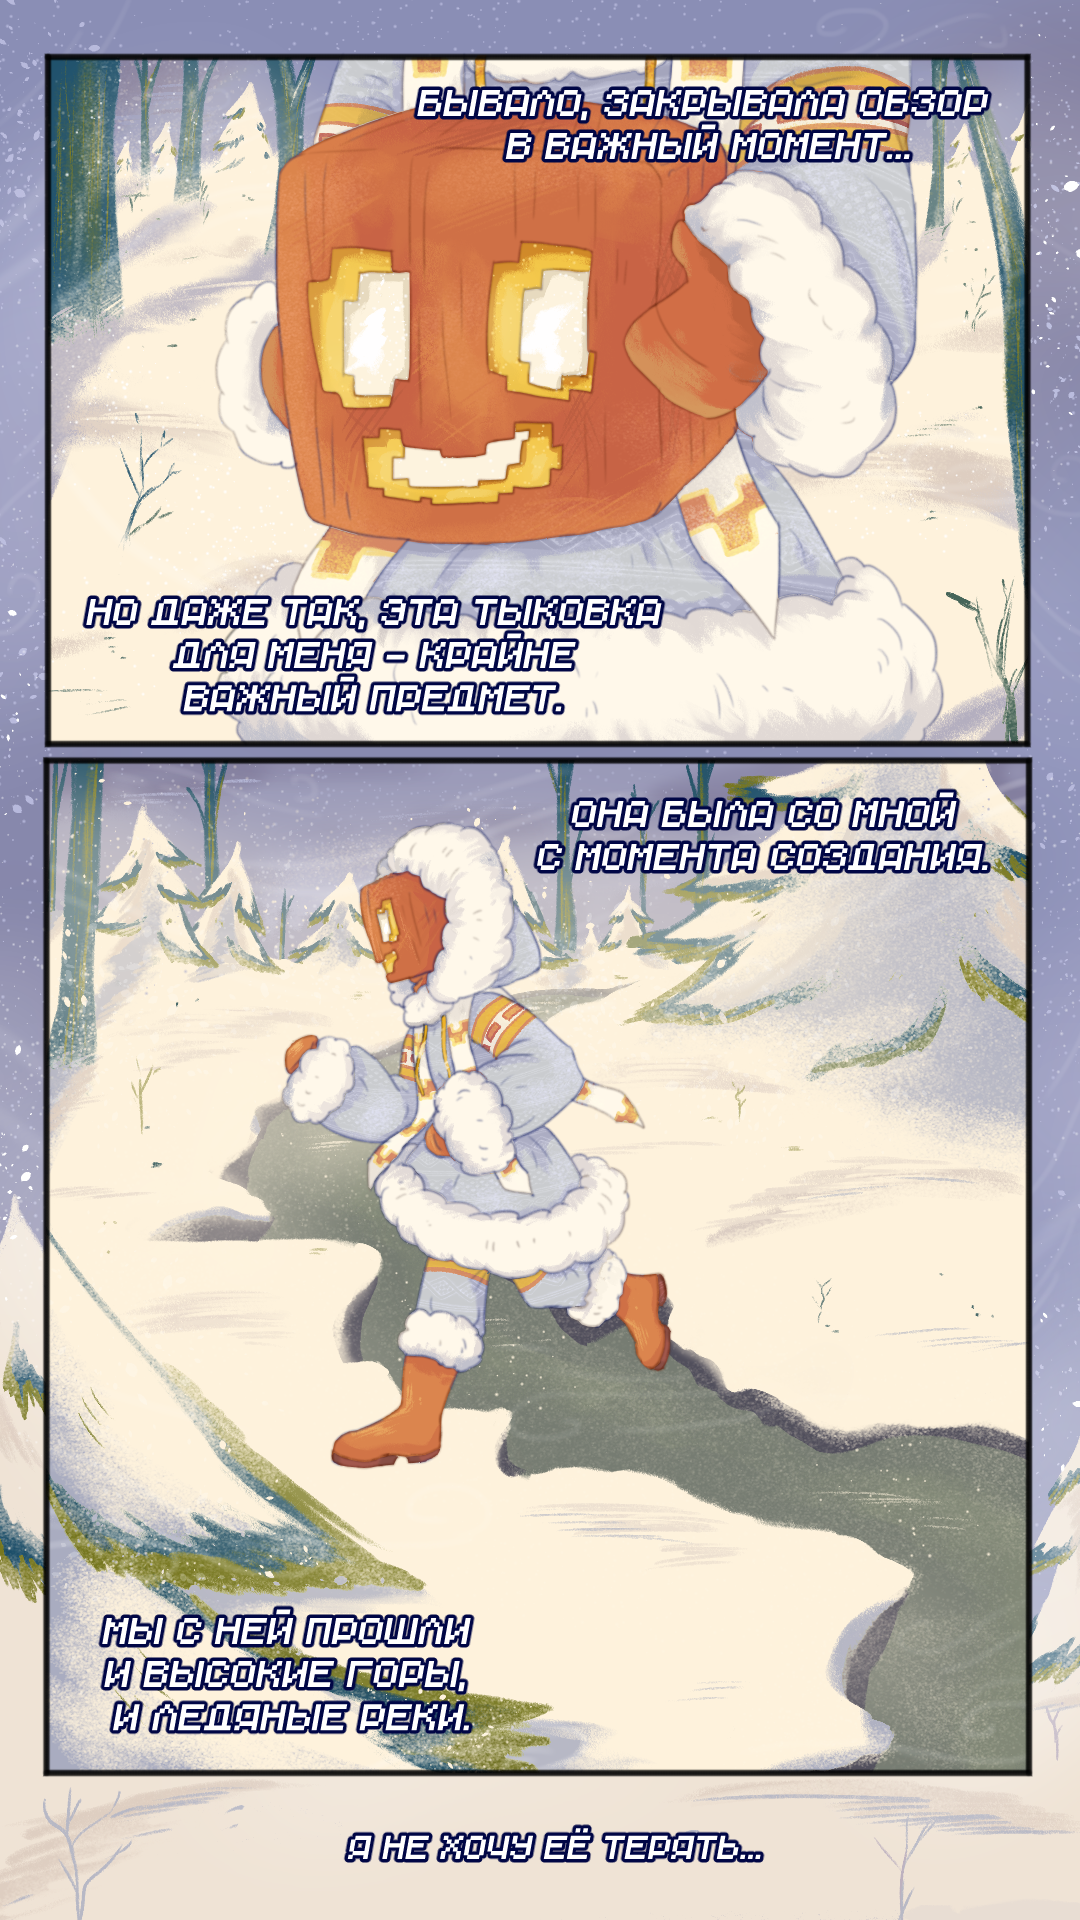 БЫВАЛО, ЗАКРЫВАЛА ОБЗОР
В ВАЖНЫЙ МОМЕНТ...
НО ДАЖЕ ТАК, ЭТА ТЫКОВКА
ДЛЯ МЕНЯ - КРАЙНЕ
ВАЖНЫЙ ПРЕДМЕТ.
ОНА БЫЛА СО МНОЙ
С МОМЕНТА СОЗДАНИЯ.
МЫ С НЕЙ ПРОШЛИ
И ВЫСОКИЕ ГОРЫ,
И ЛЕДЯНЫЕ РЕКИ.
Я НЕ ХОЧУ ЕЁ ТЕРЯТЬ...